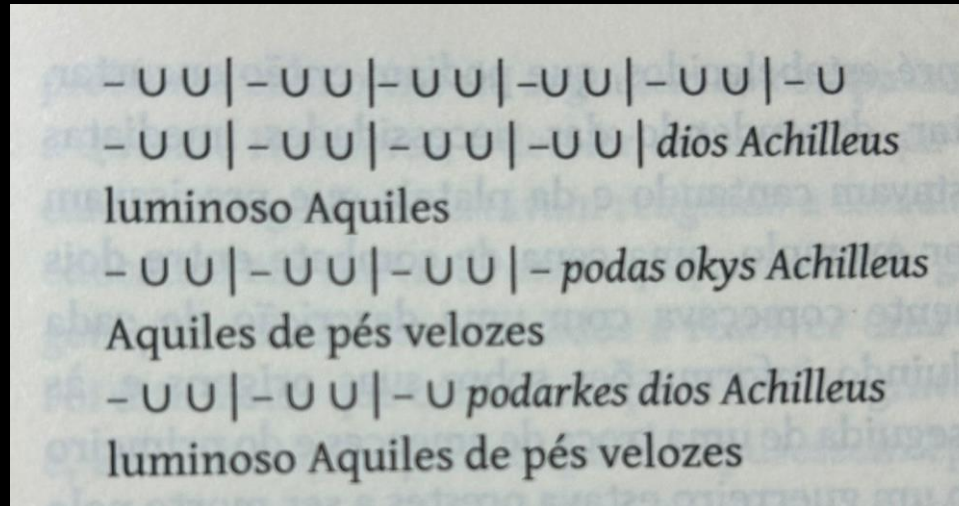 – U U | – U U | – U U | – U U | – U U | – U
– U U | – U U | – U U | – U U | dios Achilleus
luminoso Aquiles
– U U | – U U | – U U | – podas okys Achilleus
Aquiles de pés velozes
– U U | – U U | – U podarkes dios Achilleus
luminoso Aquiles de pés velozes